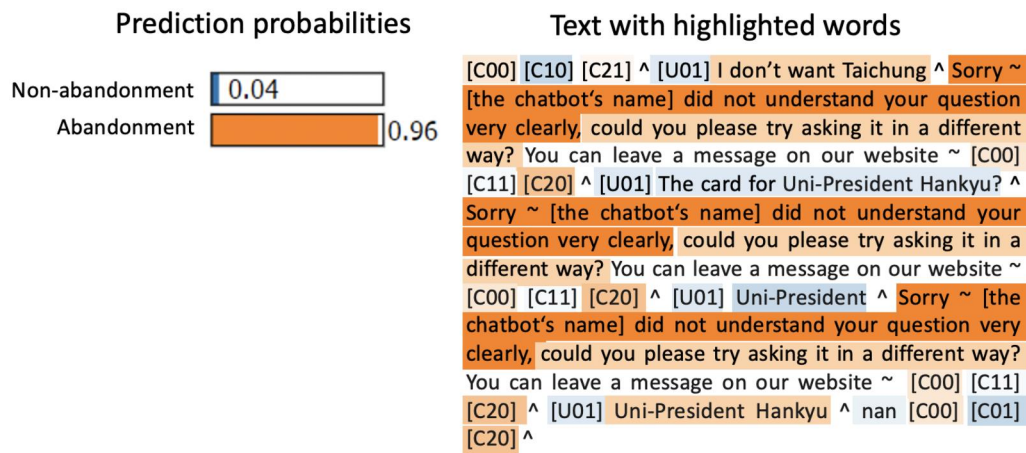 Prediction probabilities
Non-abandonment 0.04
Abandonment 0.96
Text with highlighted words
[C00] [C10] [C21] ^ [U01] I don't want Taichung ^ Sorry ~
[the chatbot's name] did not understand your question
very clearly, could you please try asking it in a different
way? You can leave a message on our website ~ [C00]
[C11] [C20] ^ [U01] The card for Uni-President Hankyu? ^
Sorry ~ [the chatbot's name] did not understand your
question very clearly, could you please try asking it in a
different way? You can leave a message on our website ~
[C00] [C11] [C20] ^ [U01] Uni-President ^ Sorry ~ [the
chatbot's name] did not understand your question very
clearly, could you please try asking it in a different way?
You can leave a message on our website ~ [C00] [C11]
[C20] ^ [U01] Uni-President Hankyu ^ nan [C00] [C01]
[C20] ^